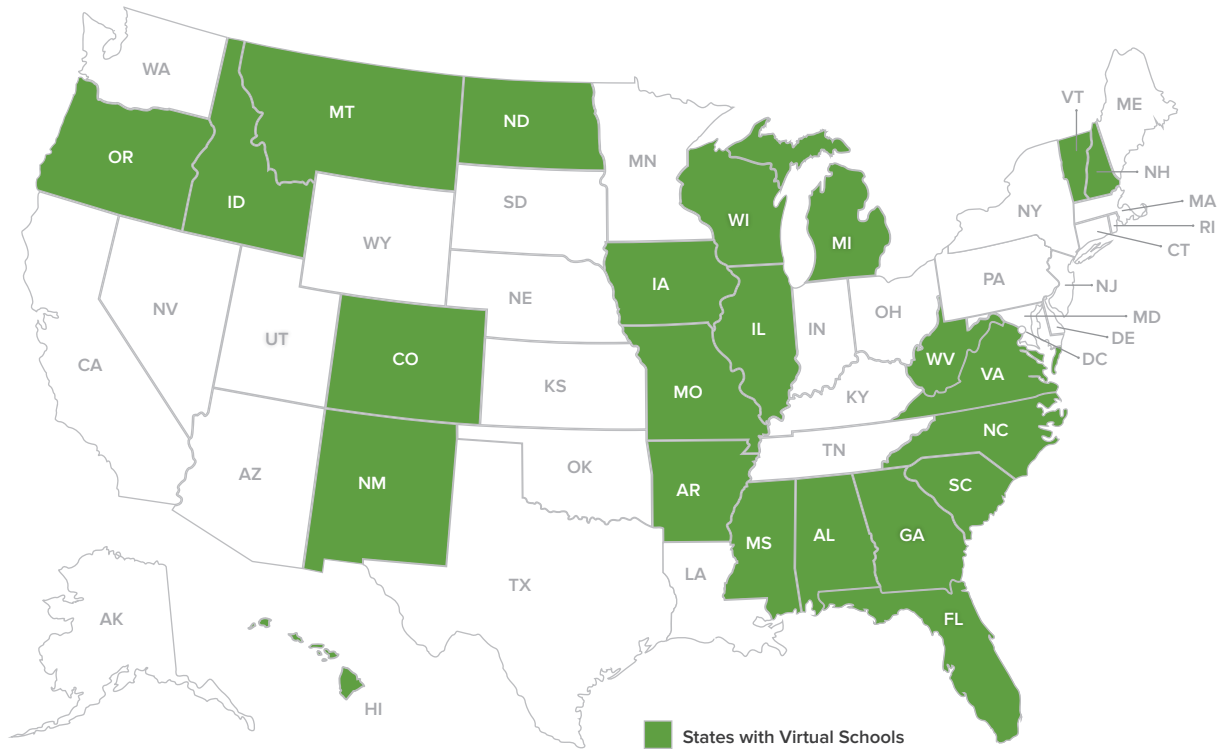 WA
MT
ND
MN
VT
ME
OR
ID
SD
WI
MI
NH
NY
MA
RI
CT
WY
IA
NE
PA
NJ
NV
UT
CO
IL
IN
OH
MD
DE
DC
CA
KS
MO
WV
VA
KY
AZ
NM
OK
AR
TN
NC
SC
MS
AL
GA
TX
LA
AK
FL
HI
States with Virtual Schools